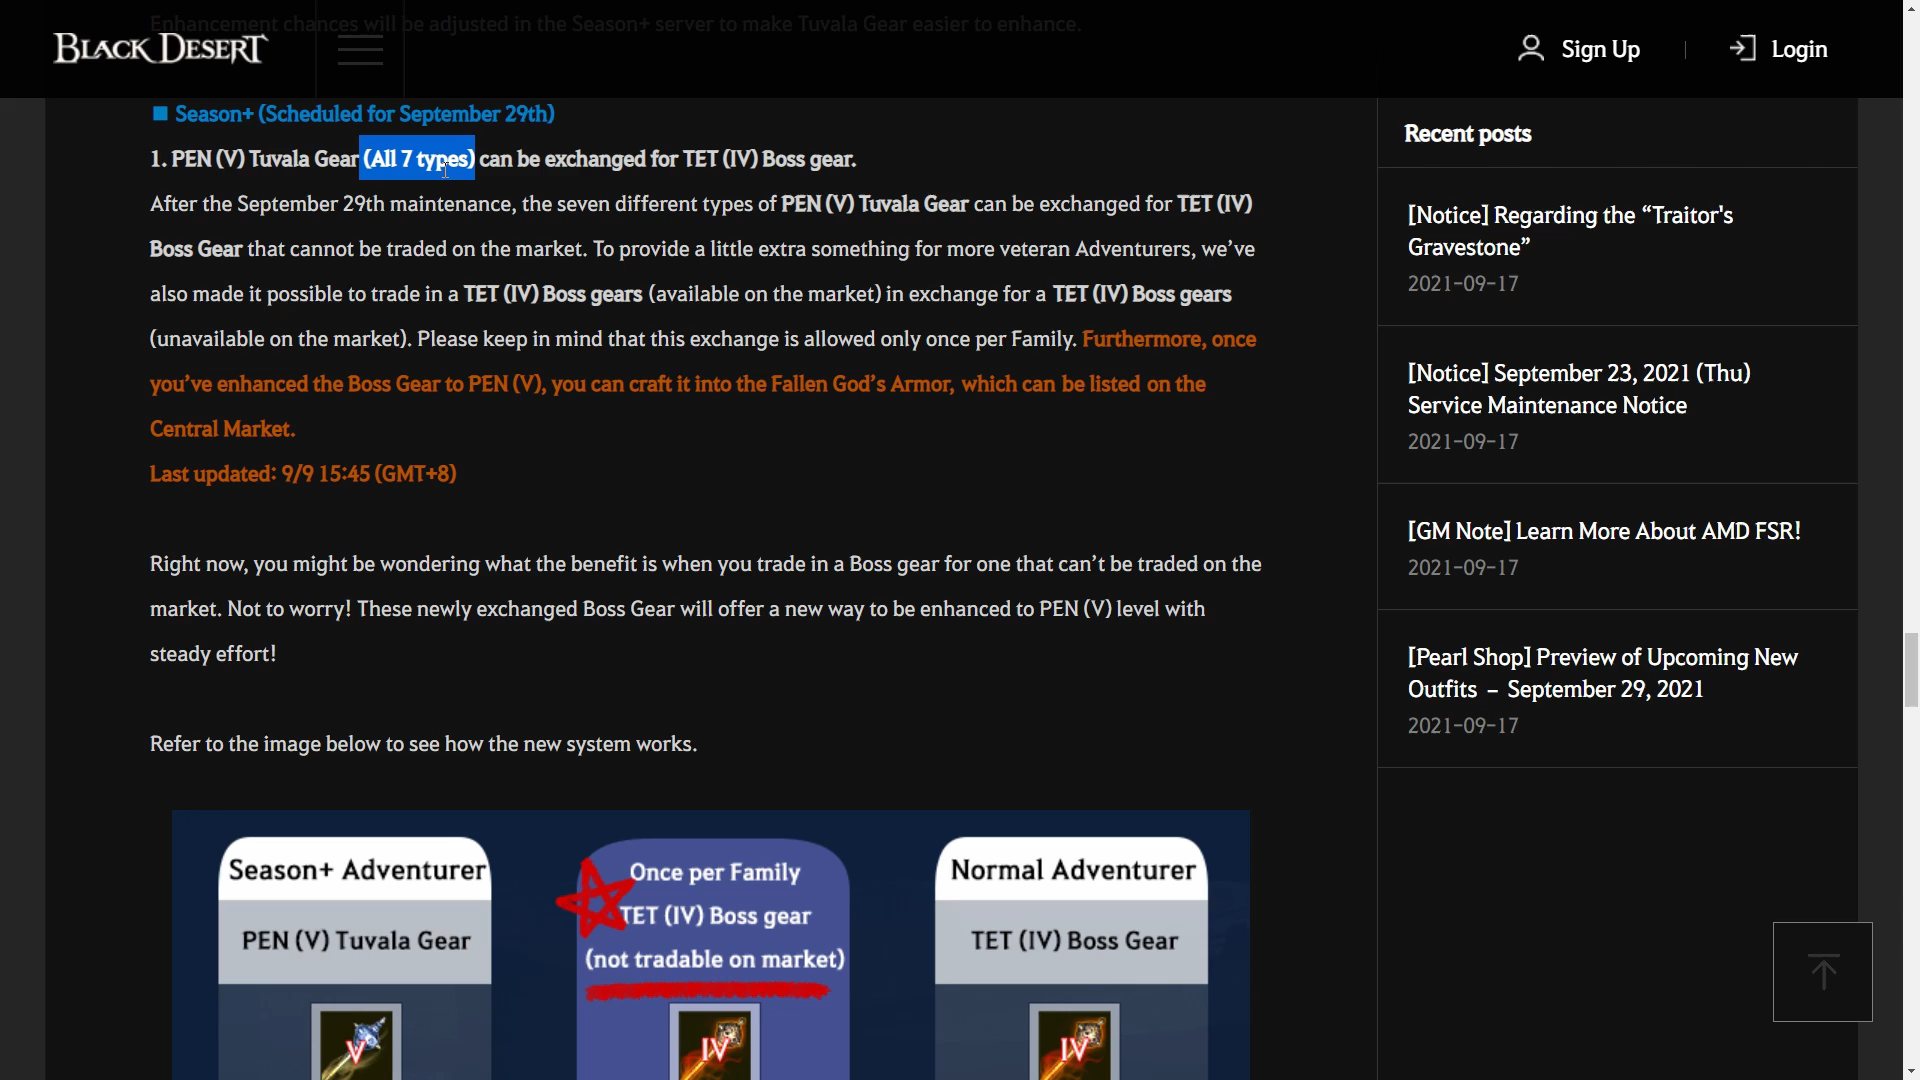 Enhancement chances will be adjusted in the Season+ server to make Tuvala Gear easier to enhance.
BLACK DESERT
Sign Up
Login
Season+ (Scheduled for September 29th)
1. PEN (V) Tuvala Gear (All 7 types) can be exchanged for TET (IV) Boss gear.
After the September 29th maintenance, the seven different types of PEN (V) Tuvala Gear can be exchanged for TET (IV)
Boss Gear that cannot be traded on the market. To provide a little extra something for more veteran Adventurers, we’ve
also made it possible to trade in a TET (IV) Boss gears (available on the market) in exchange for a TET (IV) Boss gears
(unavailable on the market). Please keep in mind that this exchange is allowed only once per Family. Furthermore, once
you’ve enhanced the Boss Gear to PEN (V), you can craft it into the Fallen God’s Armor, which can be listed on the
Central Market.
Last updated: 9/9 15:45 (GMT+8)
Right now, you might be wondering what the benefit is when you trade in a Boss gear for one that can’t be traded on the
market. Not to worry! These newly exchanged Boss Gear will offer a new way to be enhanced to PEN (V) level with
steady effort!
Refer to the image below to see how the new system works.
Season+ Adventurer
PEN (V) Tuvala Gear
V
Once per Family
TET (IV) Boss gear
(not tradable on market)
IV
Normal Adventurer
TET (IV) Boss Gear
IV
Recent posts
[Notice] Regarding the “Traitor's
Gravestone”
2021-09-17
[Notice] September 23, 2021 (Thu)
Service Maintenance Notice
2021-09-17
[GM Note] Learn More About AMD FSR!
2021-09-17
[Pearl Shop] Preview of Upcoming New
Outfits – September 29, 2021
2021-09-17